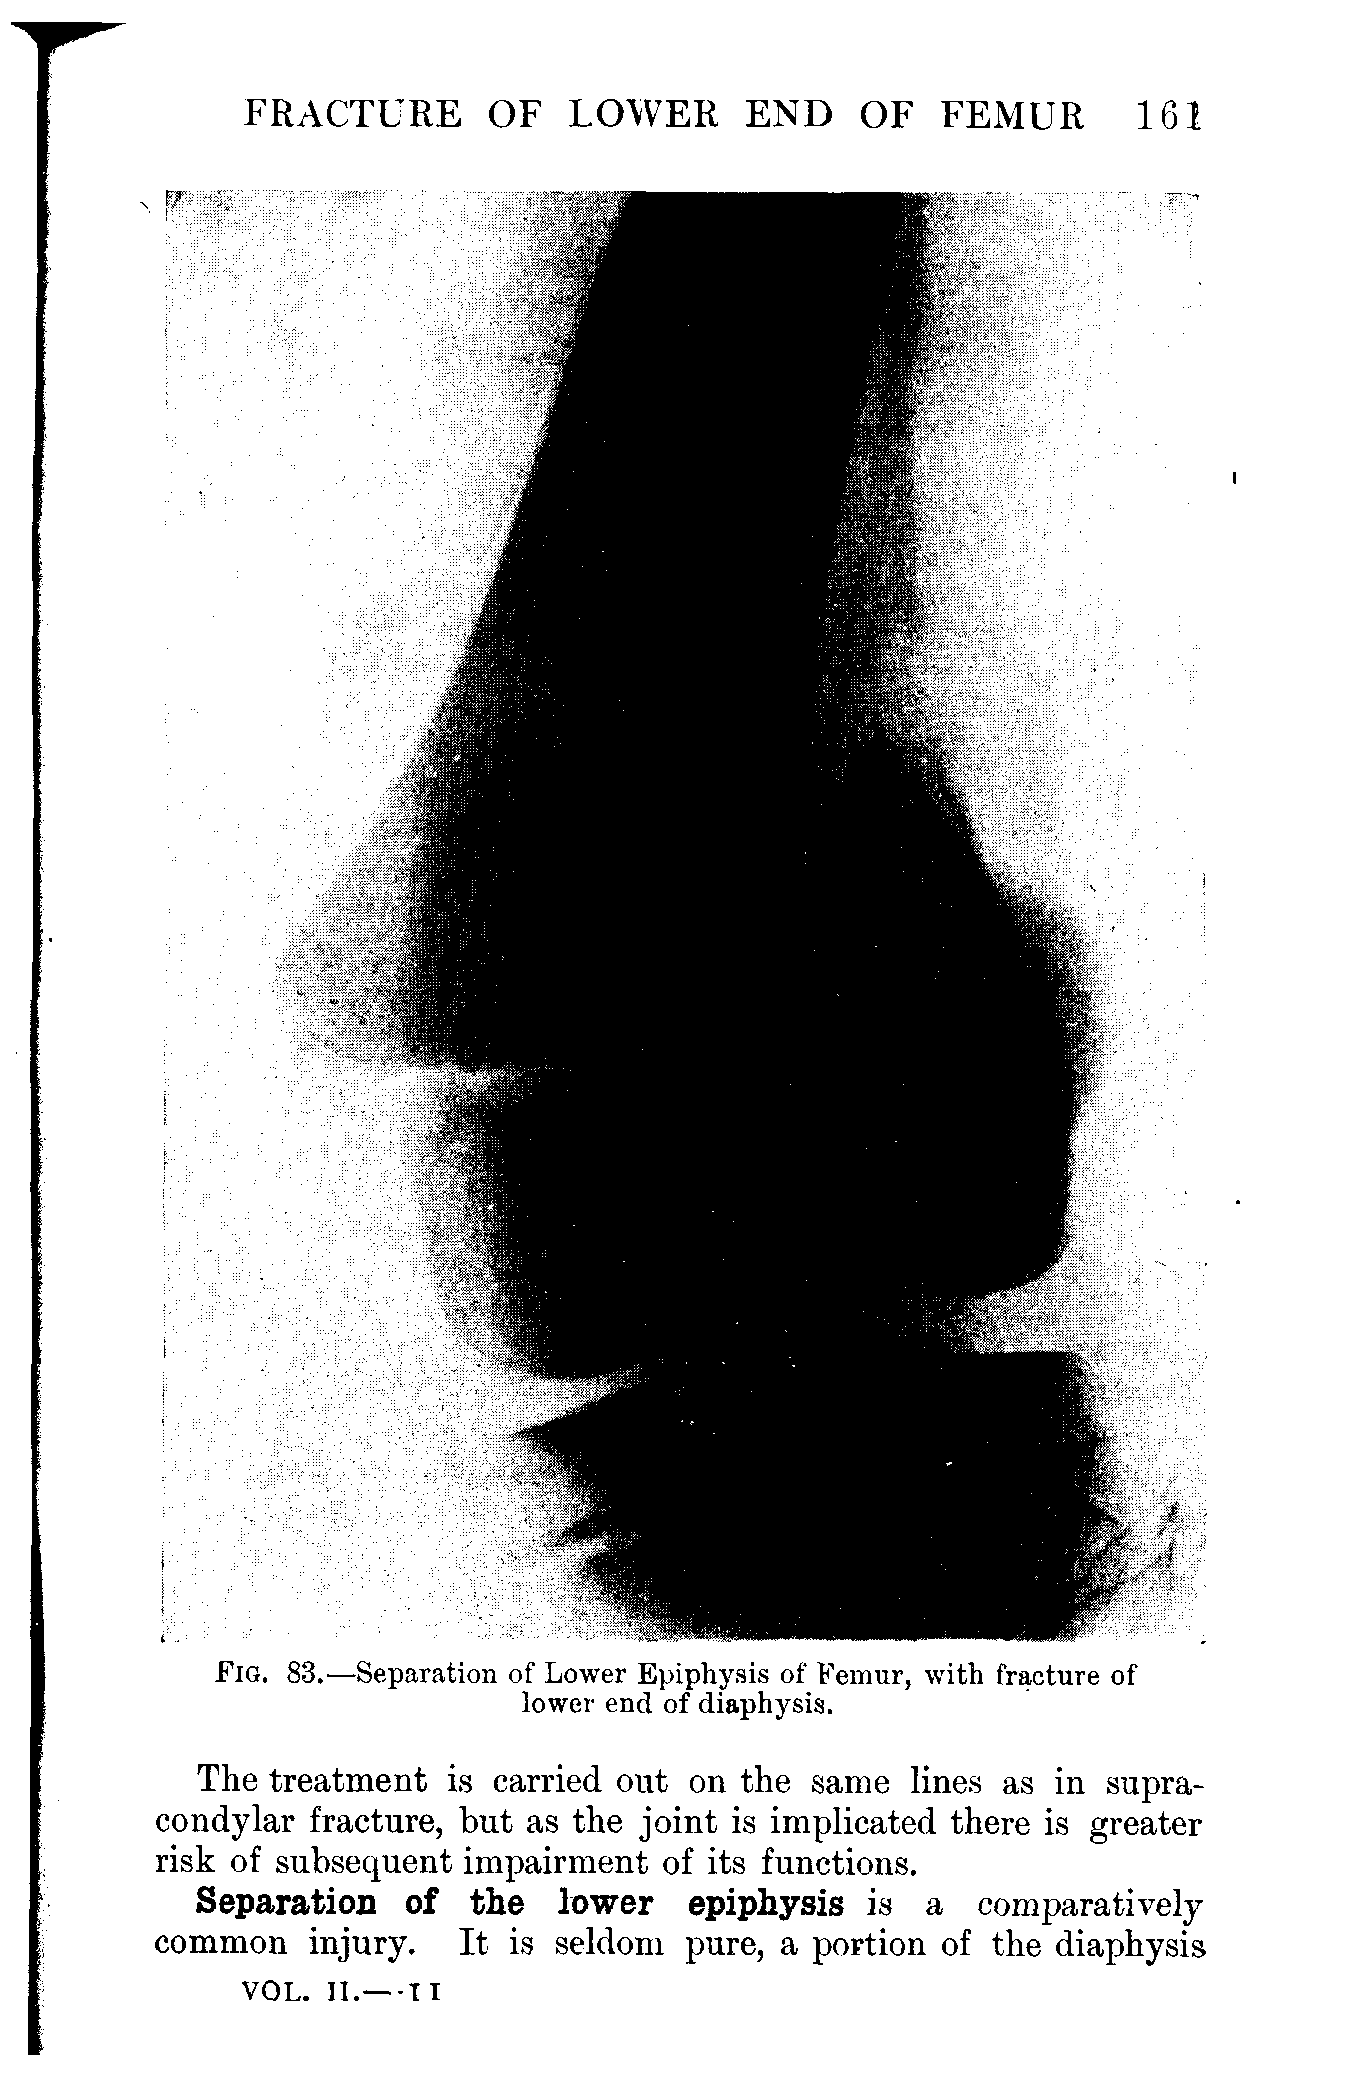 FRACTURE OF LOWER END OF FEMUR 161
FIG. 83.—Separation of Lower Epiphysis of Femur, with fracture of
lower end of diaphysis.
The treatment is carried out on the same lines as in supra-
condylar fracture, but as the joint is implicated there is greater
risk of subsequent impairment of its functions.
Separation of the lower epiphysis is a comparatively
common injury. It is seldom pure, a portion of the diaphysis
VOL. II.—11